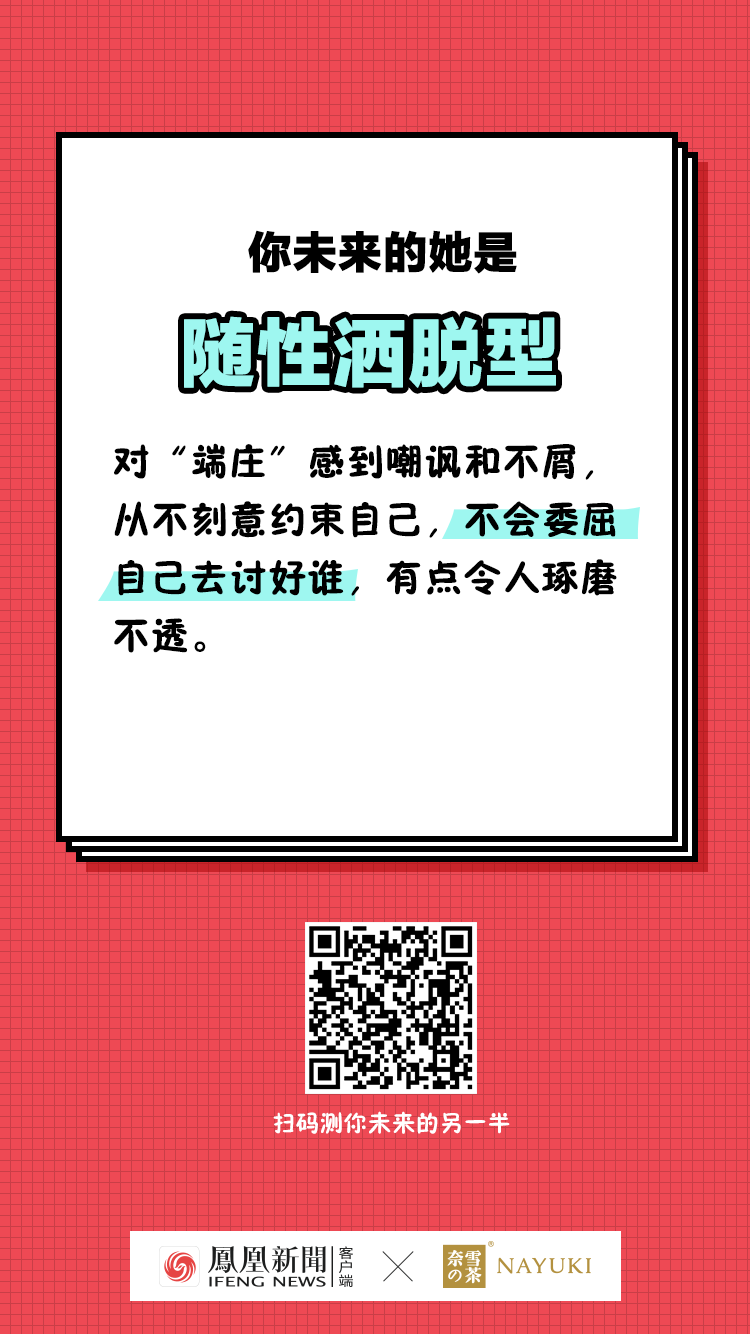 你未来的她是
随性洒脱型
对“端庄”感到嘲讽和不屑，
从不刻意约束自己，不会委屈
自己去讨好谁，有点令人琢磨
不透。
扫码测你未来的另一半
鳳凰新聞
IFENG NEWS
客户端
奈雪の茶®
NAYUKI